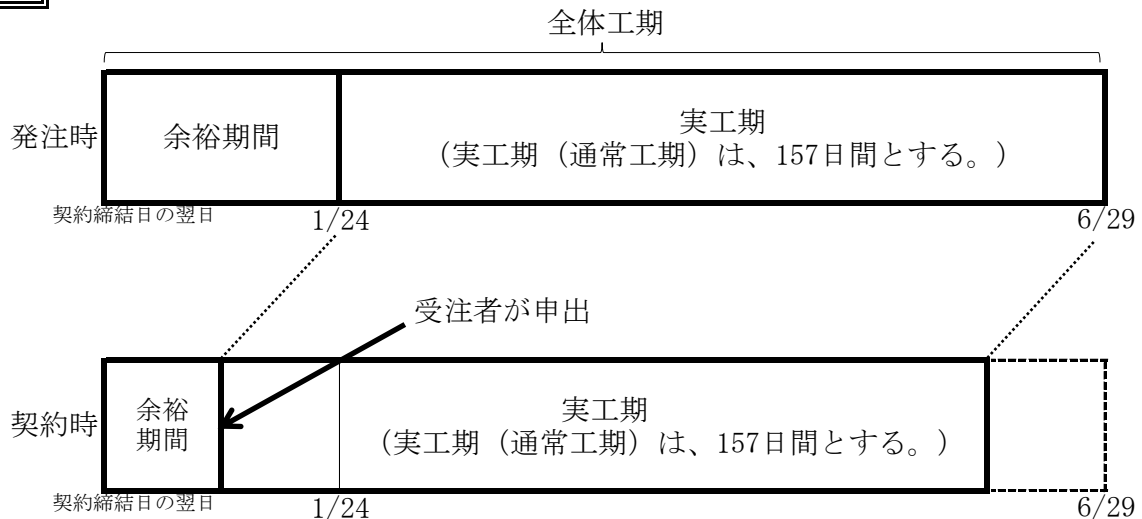 全体工期
発注時
余裕期間
実工期
（実工期（通常工期）は、157日間とする。）
契約締結日の翌日
1/24
6/29
受注者が申出
契約時
余裕
期間
実工期
（実工期（通常工期）は、157日間とする。）
契約締結日の翌日
1/24
6/29